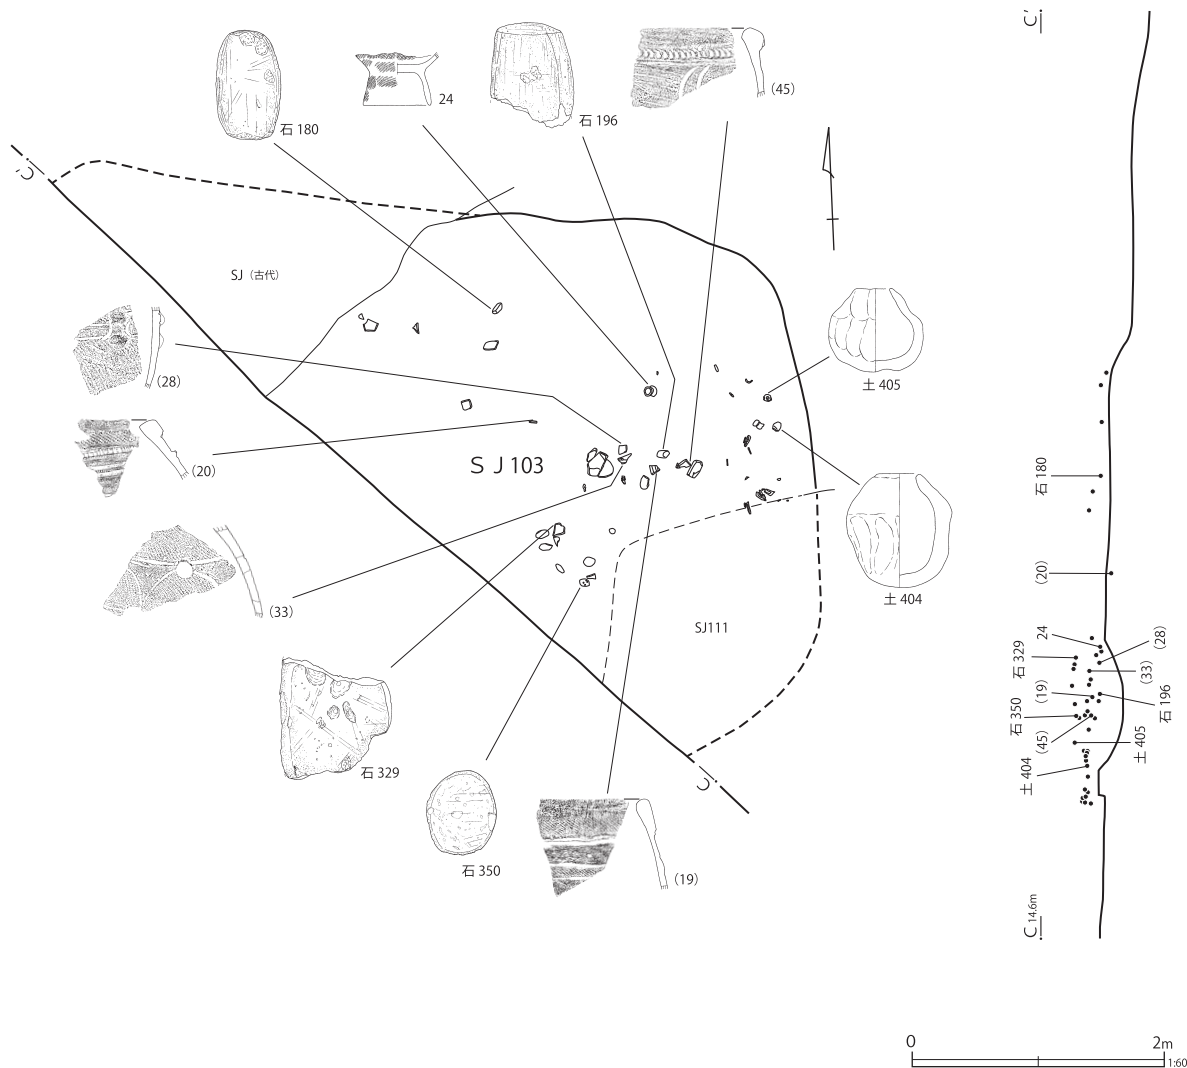 石 180
24
石 196
(45)
C'
C'
SJ（古代）
(28)
土 405
(20)
ＳＪ103
土 404
(33)
SJ111
石 329
C
石 350
(19)
石 180
(20)
24
(28)
石 329
(33)
(19)
石 196
石 350
(45)
土 405
土 404
C 14.6m
0
2m
1:60